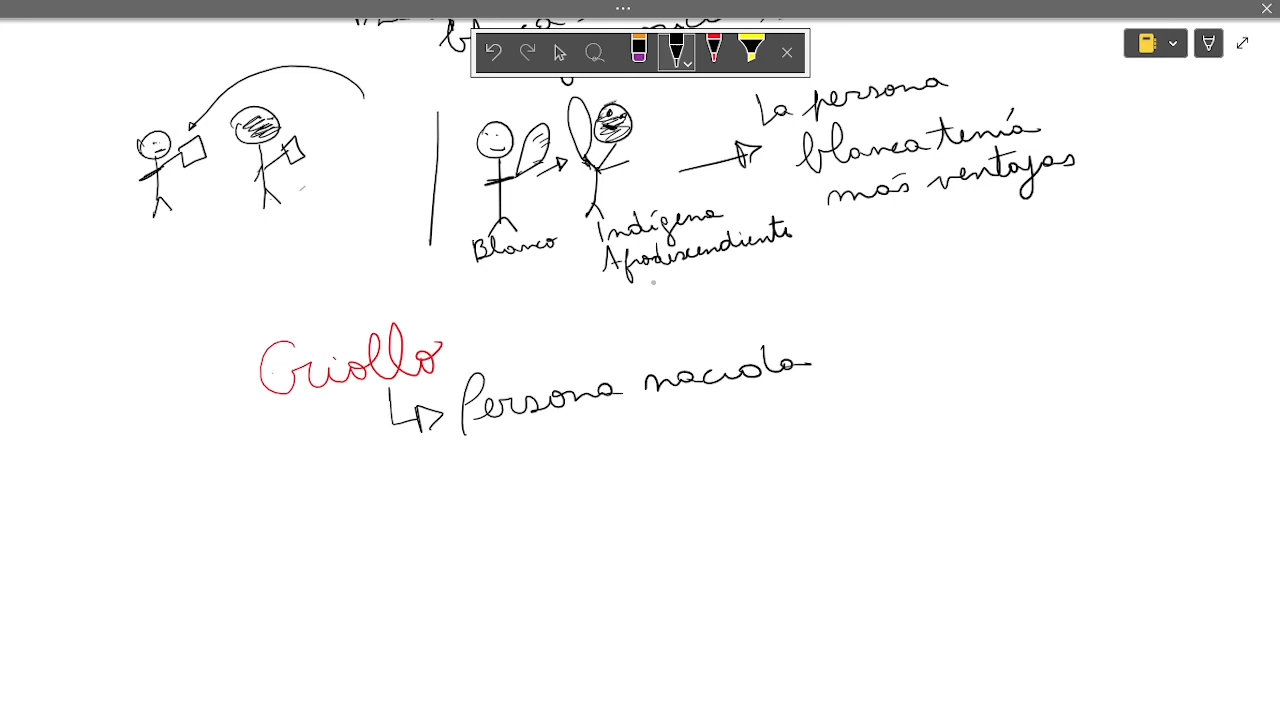 La persona
blanca tenía
más ventajas
Blanco
Indígena
Afrodescendiente
Criollo
Persona nacida